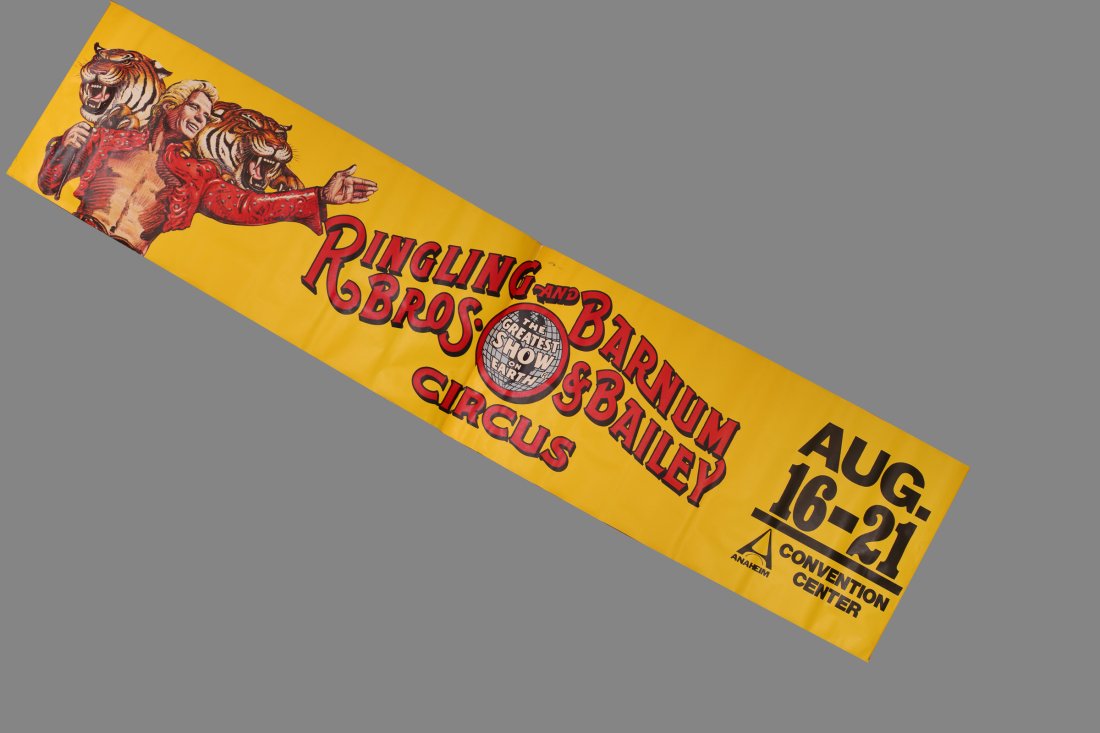 RINGLING AND BARNUM
BROS. & BAILEY
THE
GREATEST
SHOW
ON
EARTH
CIRCUS
AUG.
16-21
ANAHEIM
CONVENTION
CENTER